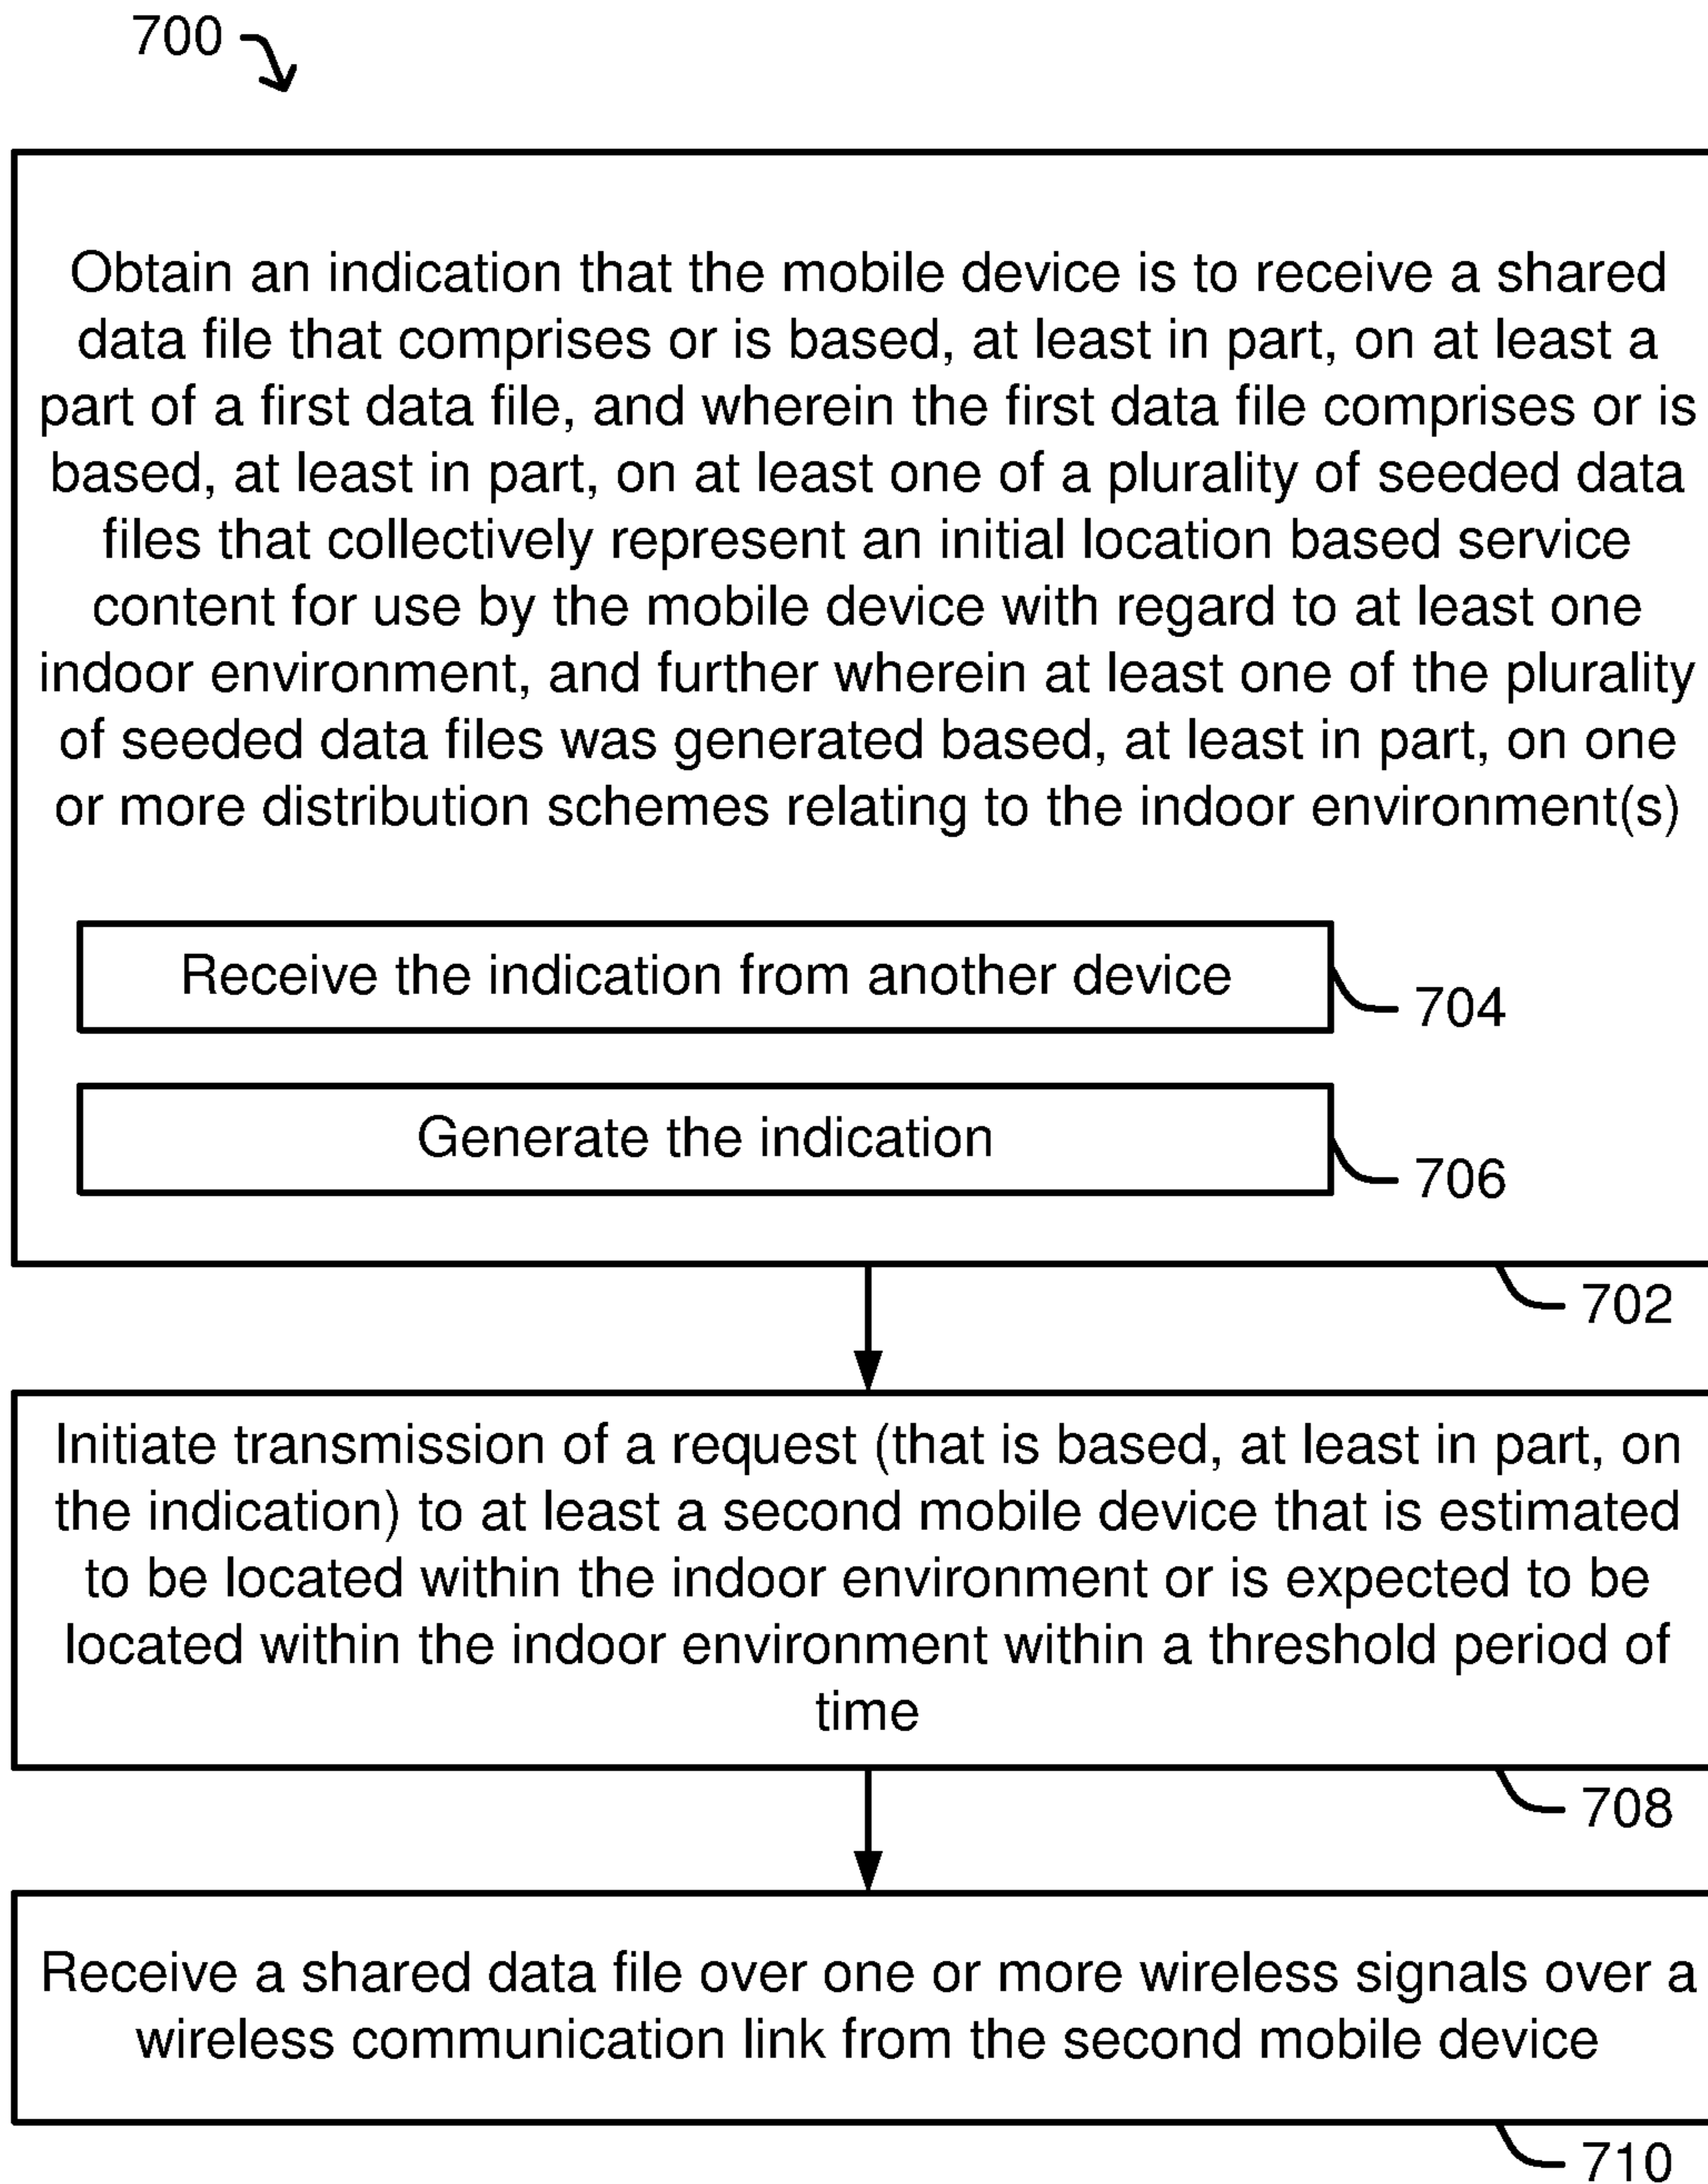 700
Obtain an indication that the mobile device is to receive a shared
data file that comprises or is based, at least in part, on at least a
part of a first data file, and wherein the first data file comprises or is
based, at least in part, on at least one of a plurality of seeded data
files that collectively represent an initial location based service
content for use by the mobile device with regard to at least one
indoor environment, and further wherein at least one of the plurality
of seeded data files was generated based, at least in part, on one
or more distribution schemes relating to the indoor environment(s)
Receive the indication from another device
704
Generate the indication
706
702
Initiate transmission of a request (that is based, at least in part, on
the indication) to at least a second mobile device that is estimated
to be located within the indoor environment or is expected to be
located within the indoor environment within a threshold period of
time
708
Receive a shared data file over one or more wireless signals over a
wireless communication link from the second mobile device
710